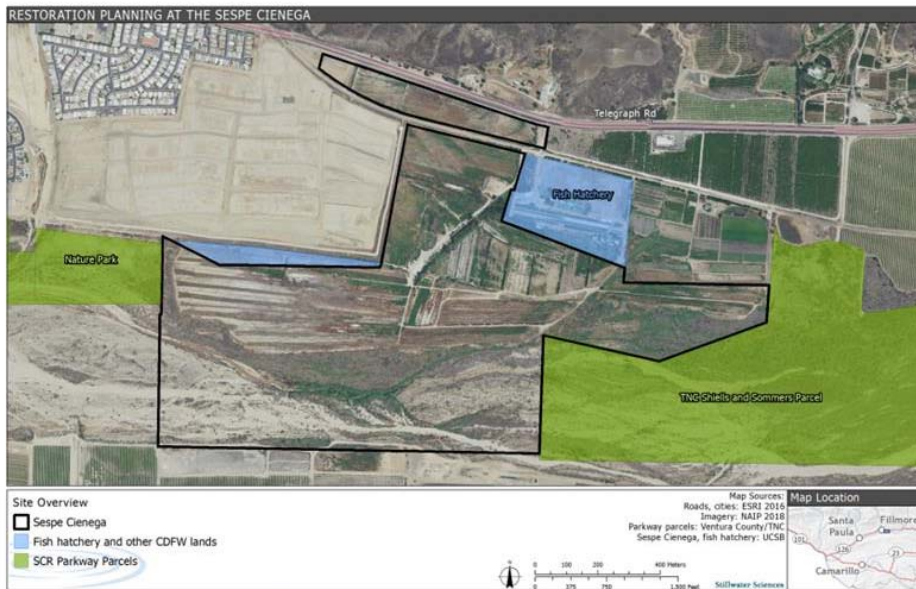 RESTORATION PLANNING AT THE SESPE CIENEGA
Telegraph Rd
Fish Hatchery
Nature Park
TNC Shiells and Sommers Parcel
Site Overview
Sespe Cienega
Fish hatchery and other CDFW lands
SCR Parkway Parcels
Map Sources:
Roads, cities: ESRI 2016
Imagery: NAIP 2018
Parkway parcels: Ventura County/TNC
Sespe Cienega, fish hatchery: UCSB
0 100 200 400 Meters
0 375 750 1,500 Feet
Stillwater Sciences
Map Location
Santa Paula
Fillmore
101
126
23
Camarillo